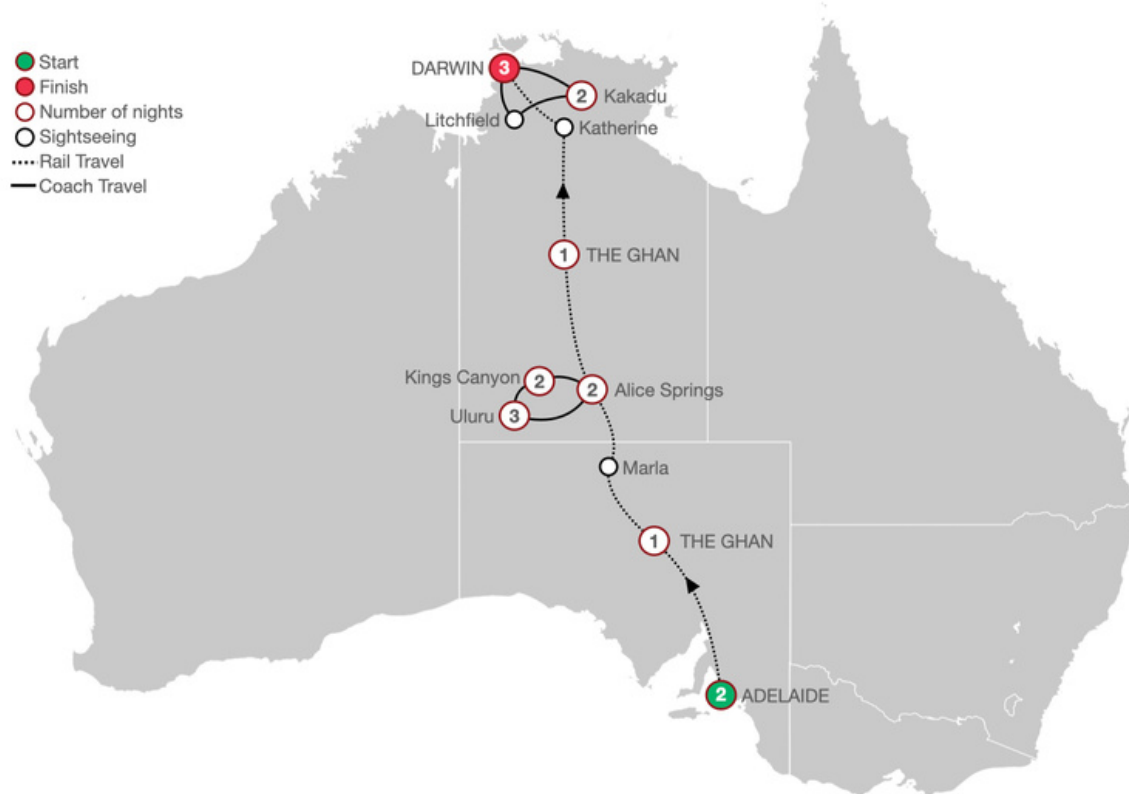 Start
Finish
Number of nights
Sightseeing
Rail Travel
Coach Travel
DARWIN 3
2 Kakadu
Litchfield
Katherine
1 THE GHAN
Kings Canyon 2
2 Alice Springs
Uluru 3
Marla
1 THE GHAN
2 ADELAIDE